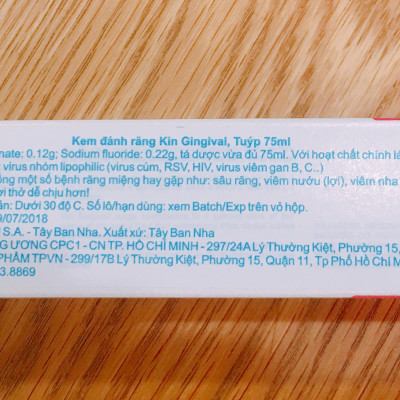 Kem đánh răng Kin Gingival, Tuýp 75ml
nate: 0.12g; Sodium fluoride: 0.22g, tá dược vừa đủ 75ml. Với hoạt chất chính là
virus nhóm lipophilic (virus cúm, RSV, HIV, virus viêm gan B, C..)
ống một số bệnh răng miệng hay gặp như: sâu răng, viêm nướu (lợi), viêm nha
ơi thở dễ chịu hơn!
ản: Dưới 30 độ C. Số lô/hạn dùng: xem Batch/Exp trên vỏ hộp.
9/07/2018
S.A. - Tây Ban Nha. Xuất xứ: Tây Ban Nha
G ƯƠNG CPC1 - CN TP. HỒ CHÍ MINH - 297/24A Lý Thường Kiệt, Phường 15,
PHẨM TPVN - 299/17B Lý Thường Kiệt, Phường 15, Quận 11, Tp Phố Hồ Chí M
3.8869